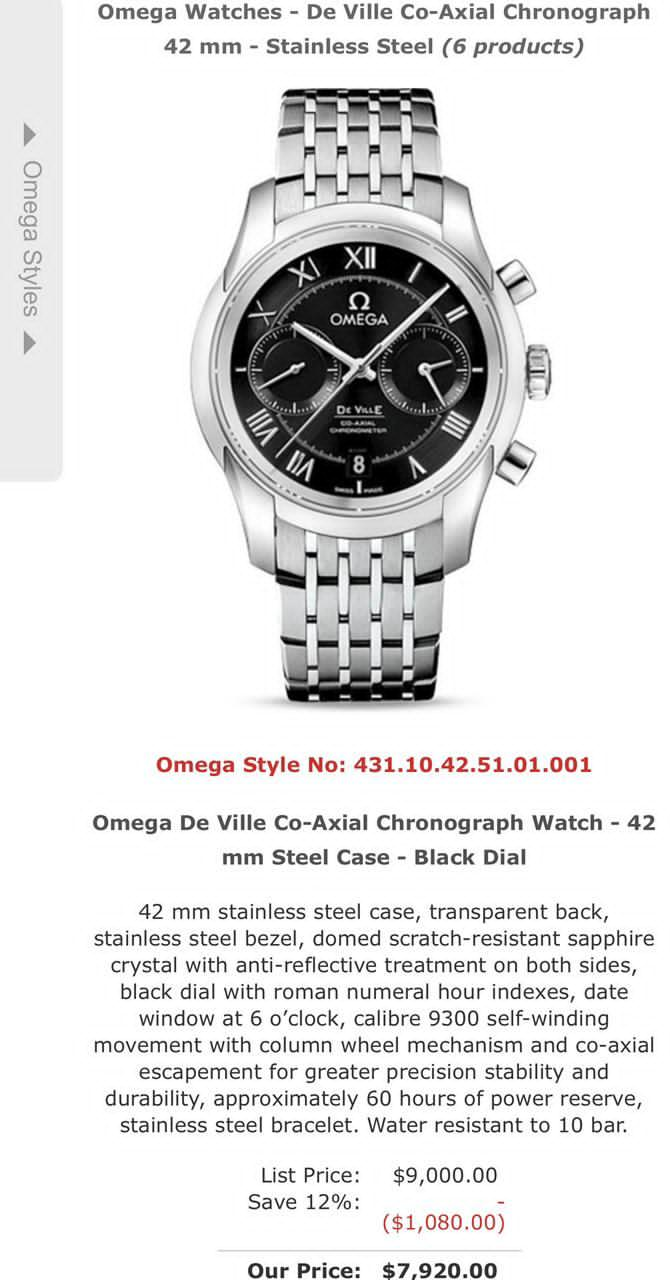 Omega Watches - De Ville Co-Axial Chronograph
42 mm - Stainless Steel (6 products)
▲ Omega Styles ▲
XII
I
II
IIII
V
VII
VIII
X
XI
Ω
OMEGA
DE VILLE
CO-AXIAL
CHRONOMETER
8
SWISS MADE
Omega Style No: 431.10.42.51.01.001
Omega De Ville Co-Axial Chronograph Watch - 42
mm Steel Case - Black Dial
42 mm stainless steel case, transparent back,
stainless steel bezel, domed scratch-resistant sapphire
crystal with anti-reflective treatment on both sides,
black dial with roman numeral hour indexes, date
window at 6 o’clock, calibre 9300 self-winding
movement with column wheel mechanism and co-axial
escapement for greater precision stability and
durability, approximately 60 hours of power reserve,
stainless steel bracelet. Water resistant to 10 bar.
List Price: $9,000.00
Save 12%: -
($1,080.00)
Our Price: $7,920.00